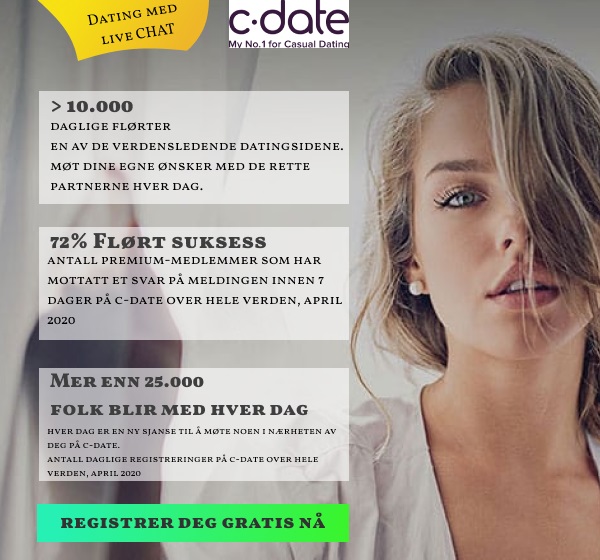 DATING MED
LIVE CHAT
c·date
My No.1 for Casual Dating
> 10.000
DAGLIGE FLØRTER
EN AV DE VERDENSLEDENDE DATINGSIDENE.
MØT DINE EGNE ØNSKER MED DE RETTE
PARTNERNE HVER DAG.
72% FLØRT SUKSESS
ANTALL PREMIUM-MEDLEMMER SOM HAR
MOTTATT ET SVAR PÅ MELDINGEN INNEN 7
DAGER PÅ C-DATE OVER HELE VERDEN, APRIL
2020
MER ENN 25.000
FOLK BLIR MED HVER DAG
HVER DAG ER EN NY SJANSE TIL Å MØTE NOEN I NÆRHETEN AV
DEG PÅ C-DATE.
ANTALL DAGLIGE REGISTRERINGER PÅ C-DATE OVER HELE
VERDEN, APRIL 2020
REGISTRER DEG GRATIS NÅ